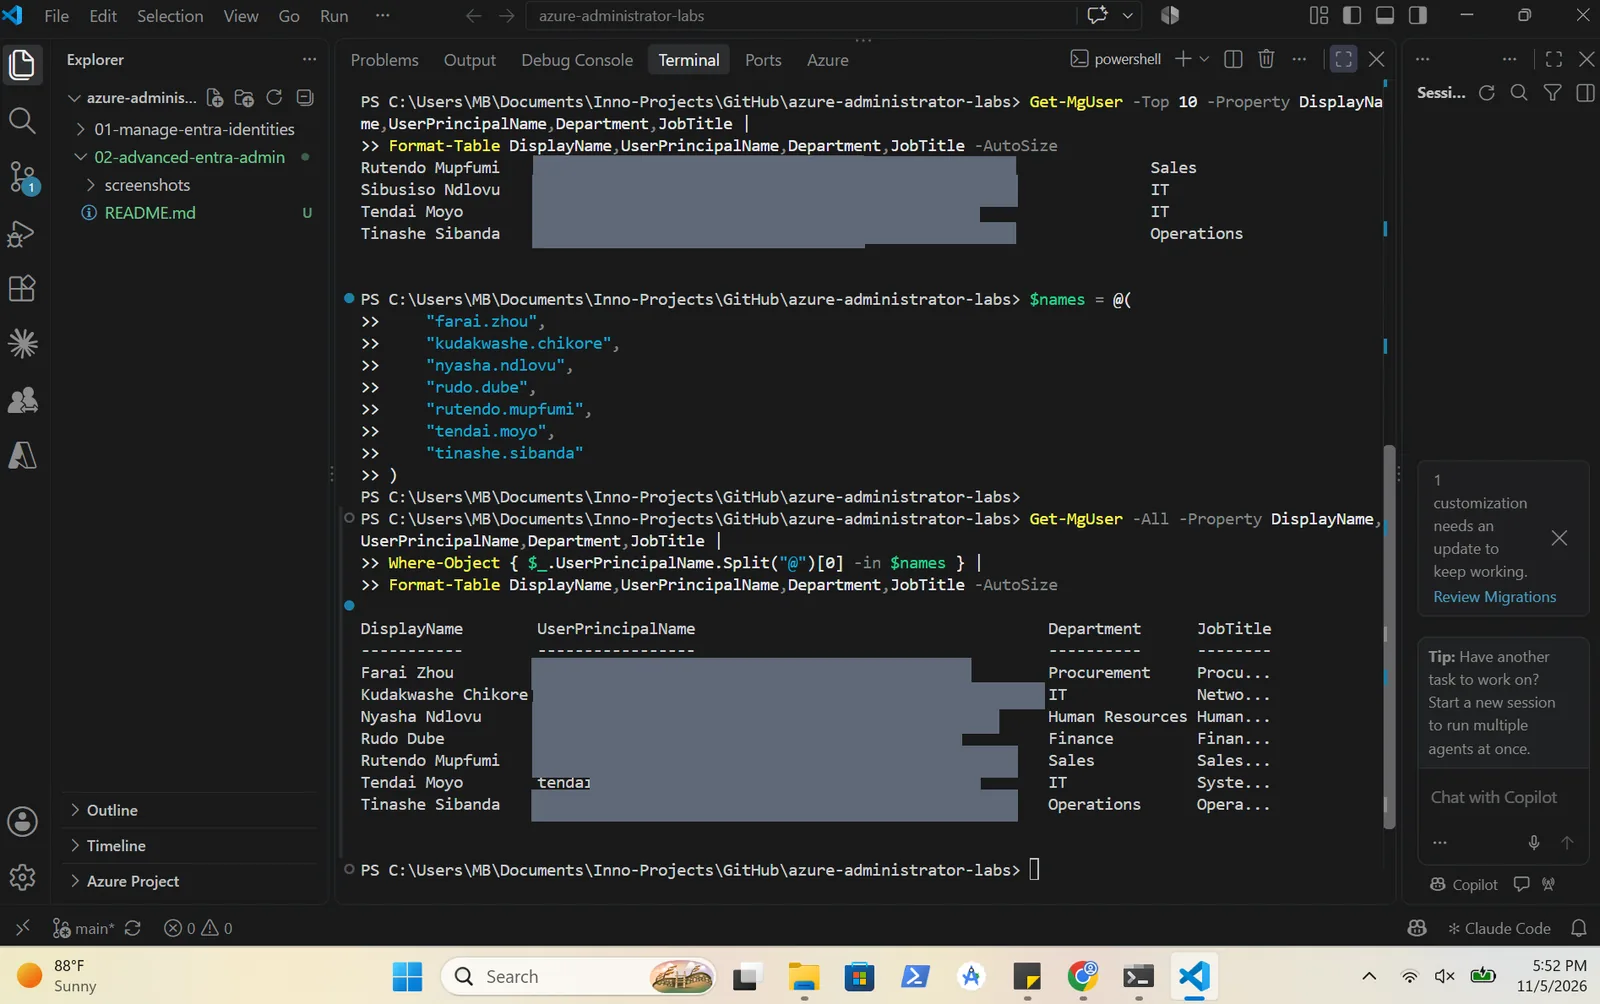 File Edit Selection View Go Run ···
azure-administrator-labs
Explorer
azure-adminis...
01-manage-entra-identities
02-advanced-entra-admin
screenshots
README.md U
Outline
Timeline
Azure Project
Problems Output Debug Console Terminal Ports Azure
powershell
PS C:\Users\MB\Documents\Inno-Projects\GitHub\azure-administrator-labs> Get-MgUser -Top 10 -Property DisplayNa
me,UserPrincipalName,Department,JobTitle |
>> Format-Table DisplayName,UserPrincipalName,Department,JobTitle -AutoSize
Rutendo Mupfumi Sales
Sibusiso Ndlovu IT
Tendai Moyo IT
Tinashe Sibanda Operations
PS C:\Users\MB\Documents\Inno-Projects\GitHub\azure-administrator-labs> $names = @(
>> "farai.zhou",
>> "kudakwashe.chikore",
>> "nyasha.ndlovu",
>> "rudo.dube",
>> "rutendo.mupfumi",
>> "tendai.moyo",
>> "tinashe.sibanda"
>> )
PS C:\Users\MB\Documents\Inno-Projects\GitHub\azure-administrator-labs>
PS C:\Users\MB\Documents\Inno-Projects\GitHub\azure-administrator-labs> Get-MgUser -All -Property DisplayName,
UserPrincipalName,Department,JobTitle |
>> Where-Object { $_.UserPrincipalName.Split("@")[0] -in $names } |
>> Format-Table DisplayName,UserPrincipalName,Department,JobTitle -AutoSize
DisplayName UserPrincipalName Department JobTitle
----------- ----------------- ---------- --------
Farai Zhou Procurement Procu...
Kudakwashe Chikore IT Netwo...
Nyasha Ndlovu Human Resources Human...
Rudo Dube Finance Finan...
Rutendo Mupfumi Sales Sales...
Tendai Moyo tendai IT Syste...
Tinashe Sibanda Operations Opera...
PS C:\Users\MB\Documents\Inno-Projects\GitHub\azure-administrator-labs>
Sessi...
1
customization
needs an
update to
keep working.
Review Migrations
Tip: Have another
task to work on?
Start a new session
to run multiple
agents at once.
Chat with Copilot
Copilot
1
main* 0 0
Claude Code
88°F
Sunny
Search
5:52 PM
11/5/2026